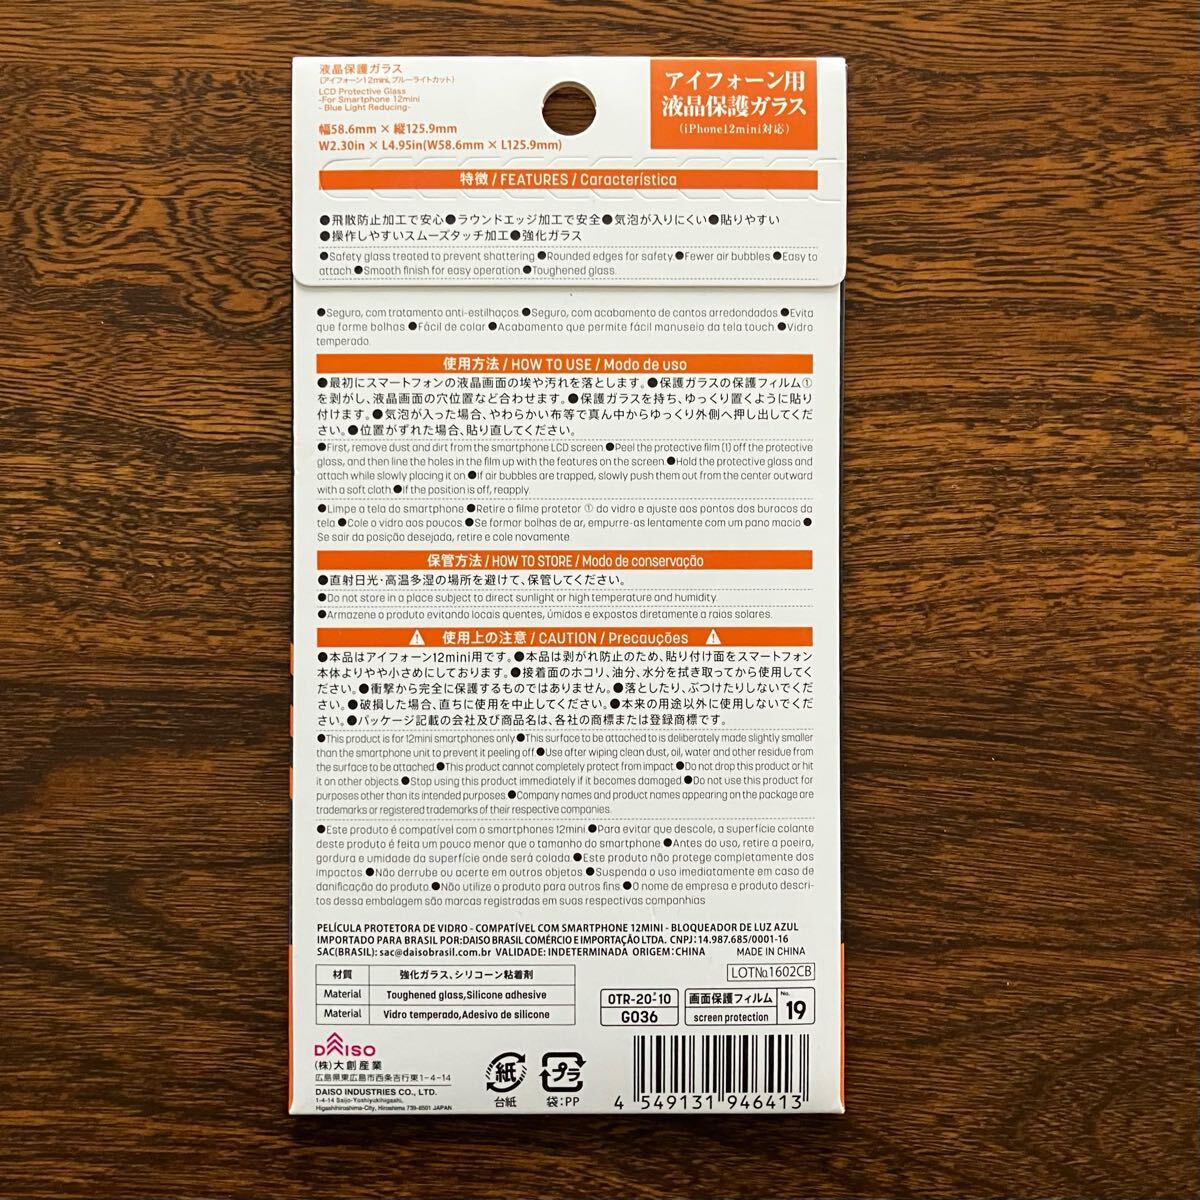 液晶保護ガラス
(アイフォーン12mini、ブルーライトカット)
LCD Protective Glass
-For Smartphone 12mini
- Blue Light Reducing-
幅58.6mm × 縦125.9mm
W2.30in × L4.95in(W58.6mm × L125.9mm)
アイフォーン用
液晶保護ガラス
(iPhone12mini対応)
特徴 / FEATURES / Característica
●飛散防止加工で安心●ラウンドエッジ加工で安全●気泡が入りにくい●貼りやすい
●操作しやすいスムーズタッチ加工●強化ガラス
●Safety glass treated to prevent shattering.●Rounded edges for safety.●Fewer air bubbles.●Easy to
attach.●Smooth finish for easy operation.●Toughened glass.
●Seguro, com tratamento anti-estilhaços.●Seguro, com acabamento de cantos arredondados.●Evita
que forme bolhas.●Fácil de colar.●Acabamento que permite fácil manuseio da tela touch.●Vidro
temperado.
使用方法 / HOW TO USE / Modo de uso
●最初にスマートフォンの液晶画面の埃や汚れを落とします。●保護ガラスの保護フィルム①
を剥がし、液晶画面の穴位置など合わせます。●保護ガラスを持ち、ゆっくり置くように貼り
付けます。●気泡が入った場合、やわらかい布等で真ん中からゆっくり外側へ押し出してくだ
さい。●位置がずれた場合、貼り直してください。
●First, remove dust and dirt from the smartphone LCD screen.●Peel the protective film (1) off the protective
glass, and then line the holes in the film up with the features on the screen.●Hold the protective glass and
attach while slowly placing it on.●If air bubbles are trapped, slowly push them out from the center outward
with a soft cloth.●If the position is off, reapply.
●Limpe a tela do smartphone.●Retire o filme protetor ① do vidro e ajuste aos pontos dos buracos da
tela.●Cole o vidro aos poucos.●Se formar bolhas de ar, empurre-as lentamente com um pano macio.●
Se sair da posição desejada, retire e cole novamente.
保管方法 / HOW TO STORE / Modo de conservação
●直射日光・高温多湿の場所を避けて、保管してください。
●Do not store in a place subject to direct sunlight or high temperature and humidity.
●Armazene o produto evitando locais quentes, úmidos e expostos diretamente a raios solares.
使用上の注意 / CAUTION / Precauções
●本品はアイフォーン12mini用です。●本品は剥がれ防止のため、貼り付け面をスマートフォン
本体よりやや小さめにしております。●接着面のホコリ、油分、水分を拭き取ってから使用してく
ださい。●衝撃から完全に保護するものではありません。●落としたり、ぶつけたりしないでくだ
さい。●破損した場合、直ちに使用を中止してください。●本来の用途以外に使用しないでくだ
さい。●パッケージ記載の会社及び商品名は、各社の商標または登録商標です。
●This product is for 12mini smartphones only.●This surface to be attached to is deliberately made slightly smaller
than the smartphone unit to prevent it peeling off.●Use after wiping clean dust, oil, water and other residue from
the surface to be attached.●This product cannot completely protect from impact.●Do not drop this product or hit
it on other objects.●Stop using this product immediately if it becomes damaged.●Do not use this product for
purposes other than its intended purposes.●Company names and product names appearing on the package are
trademarks or registered trademarks of their respective companies.
●Este produto é compatível com o smartphones 12mini.●Para evitar que descole, a superfície colante
deste produto é feita um pouco menor que o tamanho do smartphone.●Antes do uso, retire a poeira,
gordura e umidade da superfície onde será colada.●Este produto não protege completamente dos
impactos.●Não derrube ou acerte em outros objetos.●Suspenda o uso imediatamente em caso de
danificação do produto.●Não utilize o produto para outros fins.●O nome de empresa e produto descri-
tos dessa embalagem são marcas registradas em suas respectivas companhias.
PELÍCULA PROTETORA DE VIDRO - COMPATÍVEL COM SMARTPHONE 12MINI - BLOQUEADOR DE LUZ AZUL
IMPORTADO PARA BRASIL POR:DAISO BRASIL COMÉRCIO E IMPORTAÇÃO LTDA. CNPJ:14.987.685/0001-16
SAC(BRASIL): sac@daisobrasil.com.br VALIDADE: INDETERMINADA ORIGEM:CHINA MADE IN CHINA
LOTNo.1602CB
材質 強化ガラス、シリコーン粘着剤
Material Toughened glass,Silicone adhesive
Material Vidro temperado,Adesivo de silicone
OTR-20-10
G036
画面保護フィルム
screen protection
No.
19
DAISO
(株)大創産業
広島県東広島市西条吉行東1-4-14
DAISO INDUSTRIES CO., LTD.
1-4-14 Saijo-Yoshiyukihigashi,
Higashihiroshima-City, Hiroshima 739-8501 JAPAN
紙
台紙
プラ
袋:PP
4 549131 946413